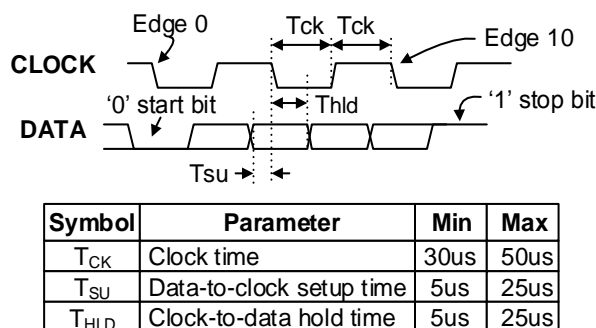 Edge 0
Tck Tck
Edge 10
CLOCK
'0' start bit
Thld
'1' stop bit
DATA
Tsu
Symbol Parameter Min Max
TCK Clock time 30us 50us
TSU Data-to-clock setup time 5us 25us
THLD Clock-to-data hold time 5us 25us